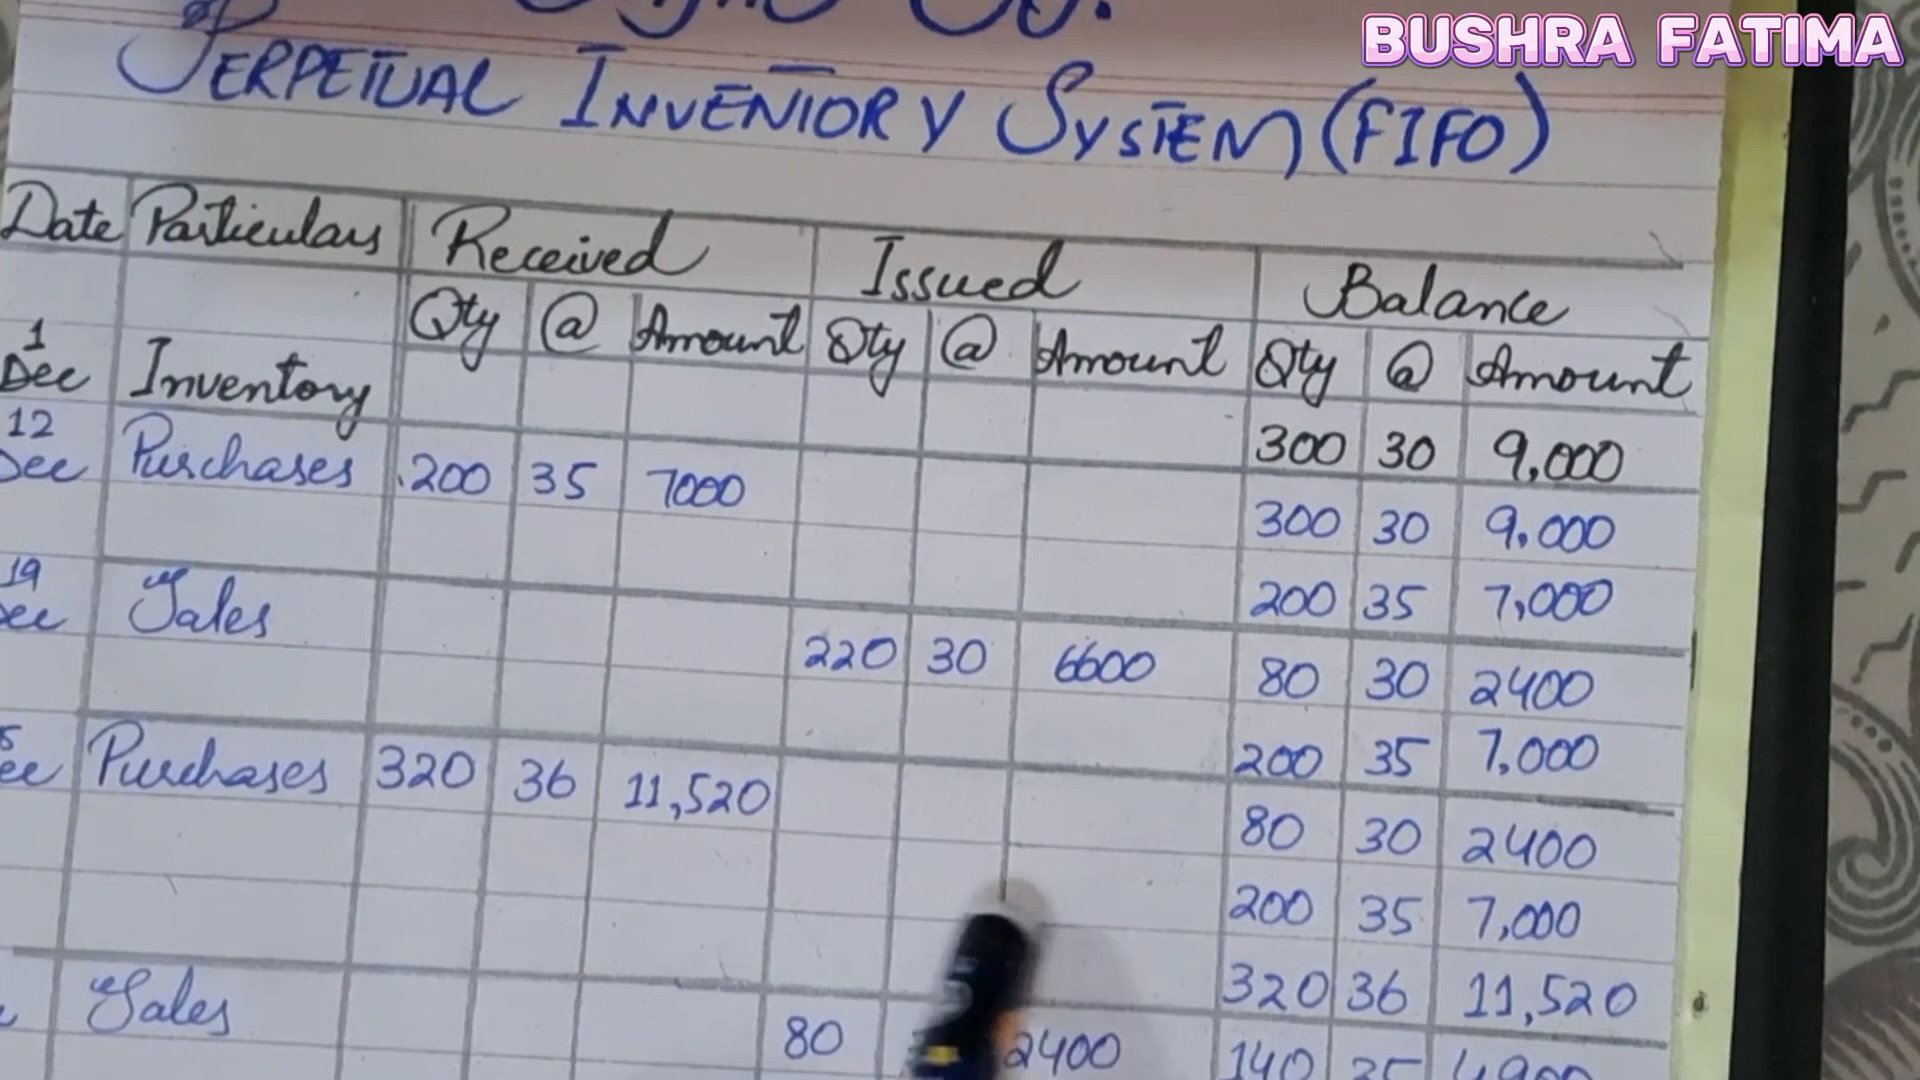 BUSHRA FATIMA
PERPETUAL INVENTORY SYSTEM (FIFO)
Date Particulars Received Issued Balance
Qty @ Amount Qty @ Amount Qty @ Amount
1 Dec Inventory 300 30 9,000
12 Dec Purchases 200 35 7000 300 30 9,000
200 35 7,000
19 Sales 220 30 6600 80 30 2400
200 35 7,000
Purchases 320 36 11,520 80 30 2400
200 35 7,000
320 36 11,520
Sales 80 2400 140 35 4900